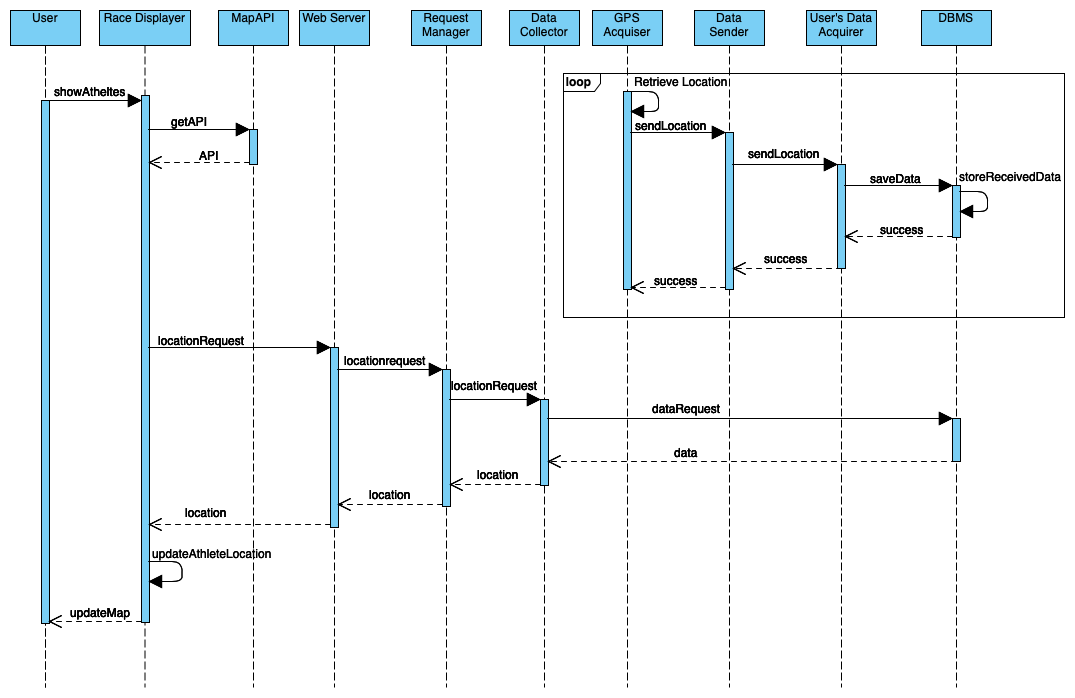 User
Race Displayer
MapAPI
Web Server
Request
Manager
Data
Collector
GPS
Acquiser
Data
Sender
User's Data
Acquirer
DBMS
loop
Retrieve Location
showAtheltes
getAPI
sendLocation
API
sendLocation
saveData
storeReceivedData
success
success
success
locationRequest
locationrequest
locationRequest
dataRequest
data
location
location
location
updateAthleteLocation
updateMap